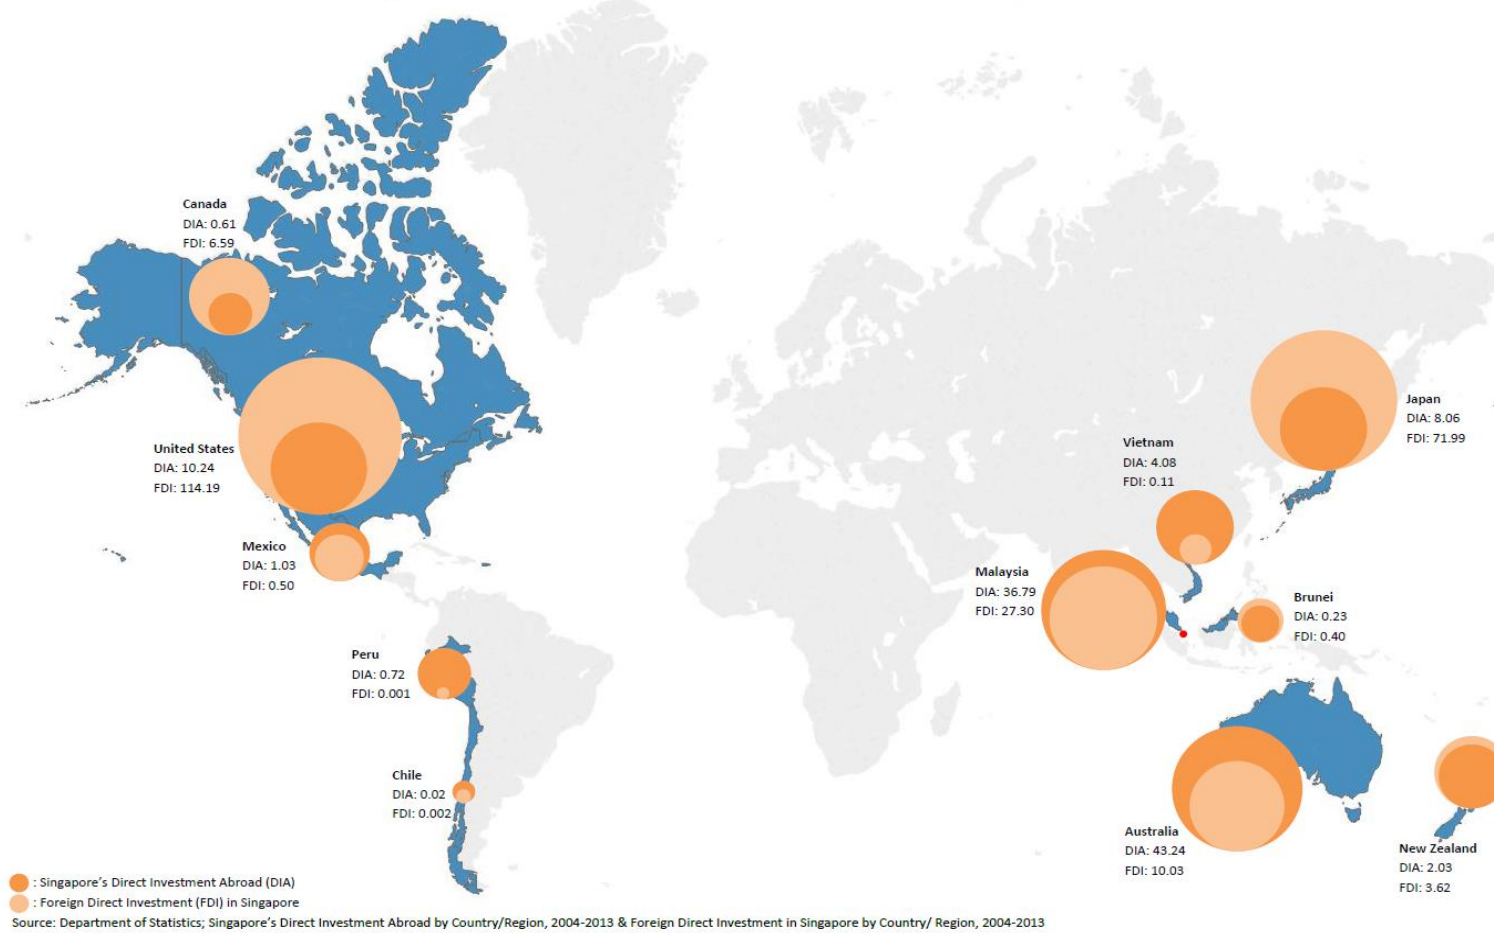 Canada
DIA: 0.61
FDI: 6.59
United States
DIA: 10.24
FDI: 114.19
Mexico
DIA: 1.03
FDI: 0.50
Peru
DIA: 0.72
FDI: 0.001
Chile
DIA: 0.02
FDI: 0.002
Japan
DIA: 8.06
FDI: 71.99
Vietnam
DIA: 4.08
FDI: 0.11
Malaysia
DIA: 36.79
FDI: 27.30
Brunei
DIA: 0.23
FDI: 0.40
Australia
DIA: 43.24
FDI: 10.03
New Zealand
DIA: 2.03
FDI: 3.62
: Singapore's Direct Investment Abroad (DIA)
: Foreign Direct Investment (FDI) in Singapore
Source: Department of Statistics; Singapore's Direct Investment Abroad by Country/Region, 2004-2013 & Foreign Direct Investment in Singapore by Country/ Region, 2004-2013